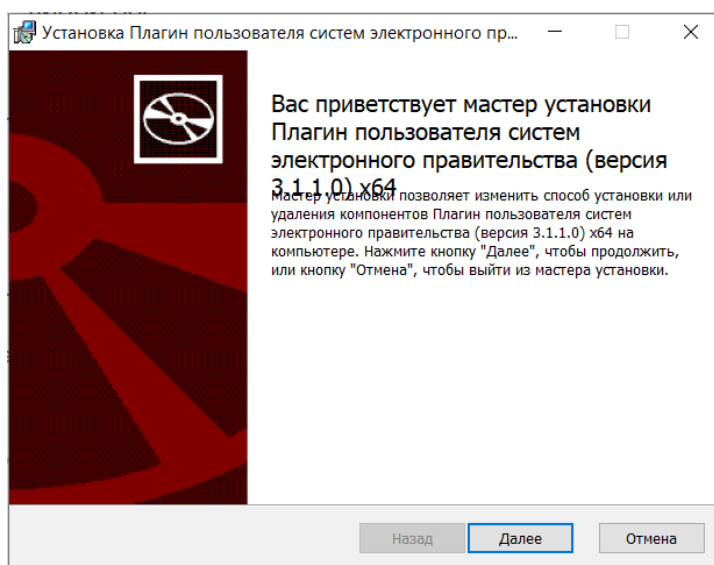 Установка Плагин пользователя систем электронного пр...
Вас приветствует мастер установки
Плагин пользователя систем
электронного правительства (версия
3.1.1.0) x64
Мастер установки позволяет изменить способ установки или
удаления компонентов Плагин пользователя систем
электронного правительства (версия 3.1.1.0) x64 на
компьютере. Нажмите кнопку "Далее", чтобы продолжить,
или кнопку "Отмена", чтобы выйти из мастера установки.
Назад Далее Отмена